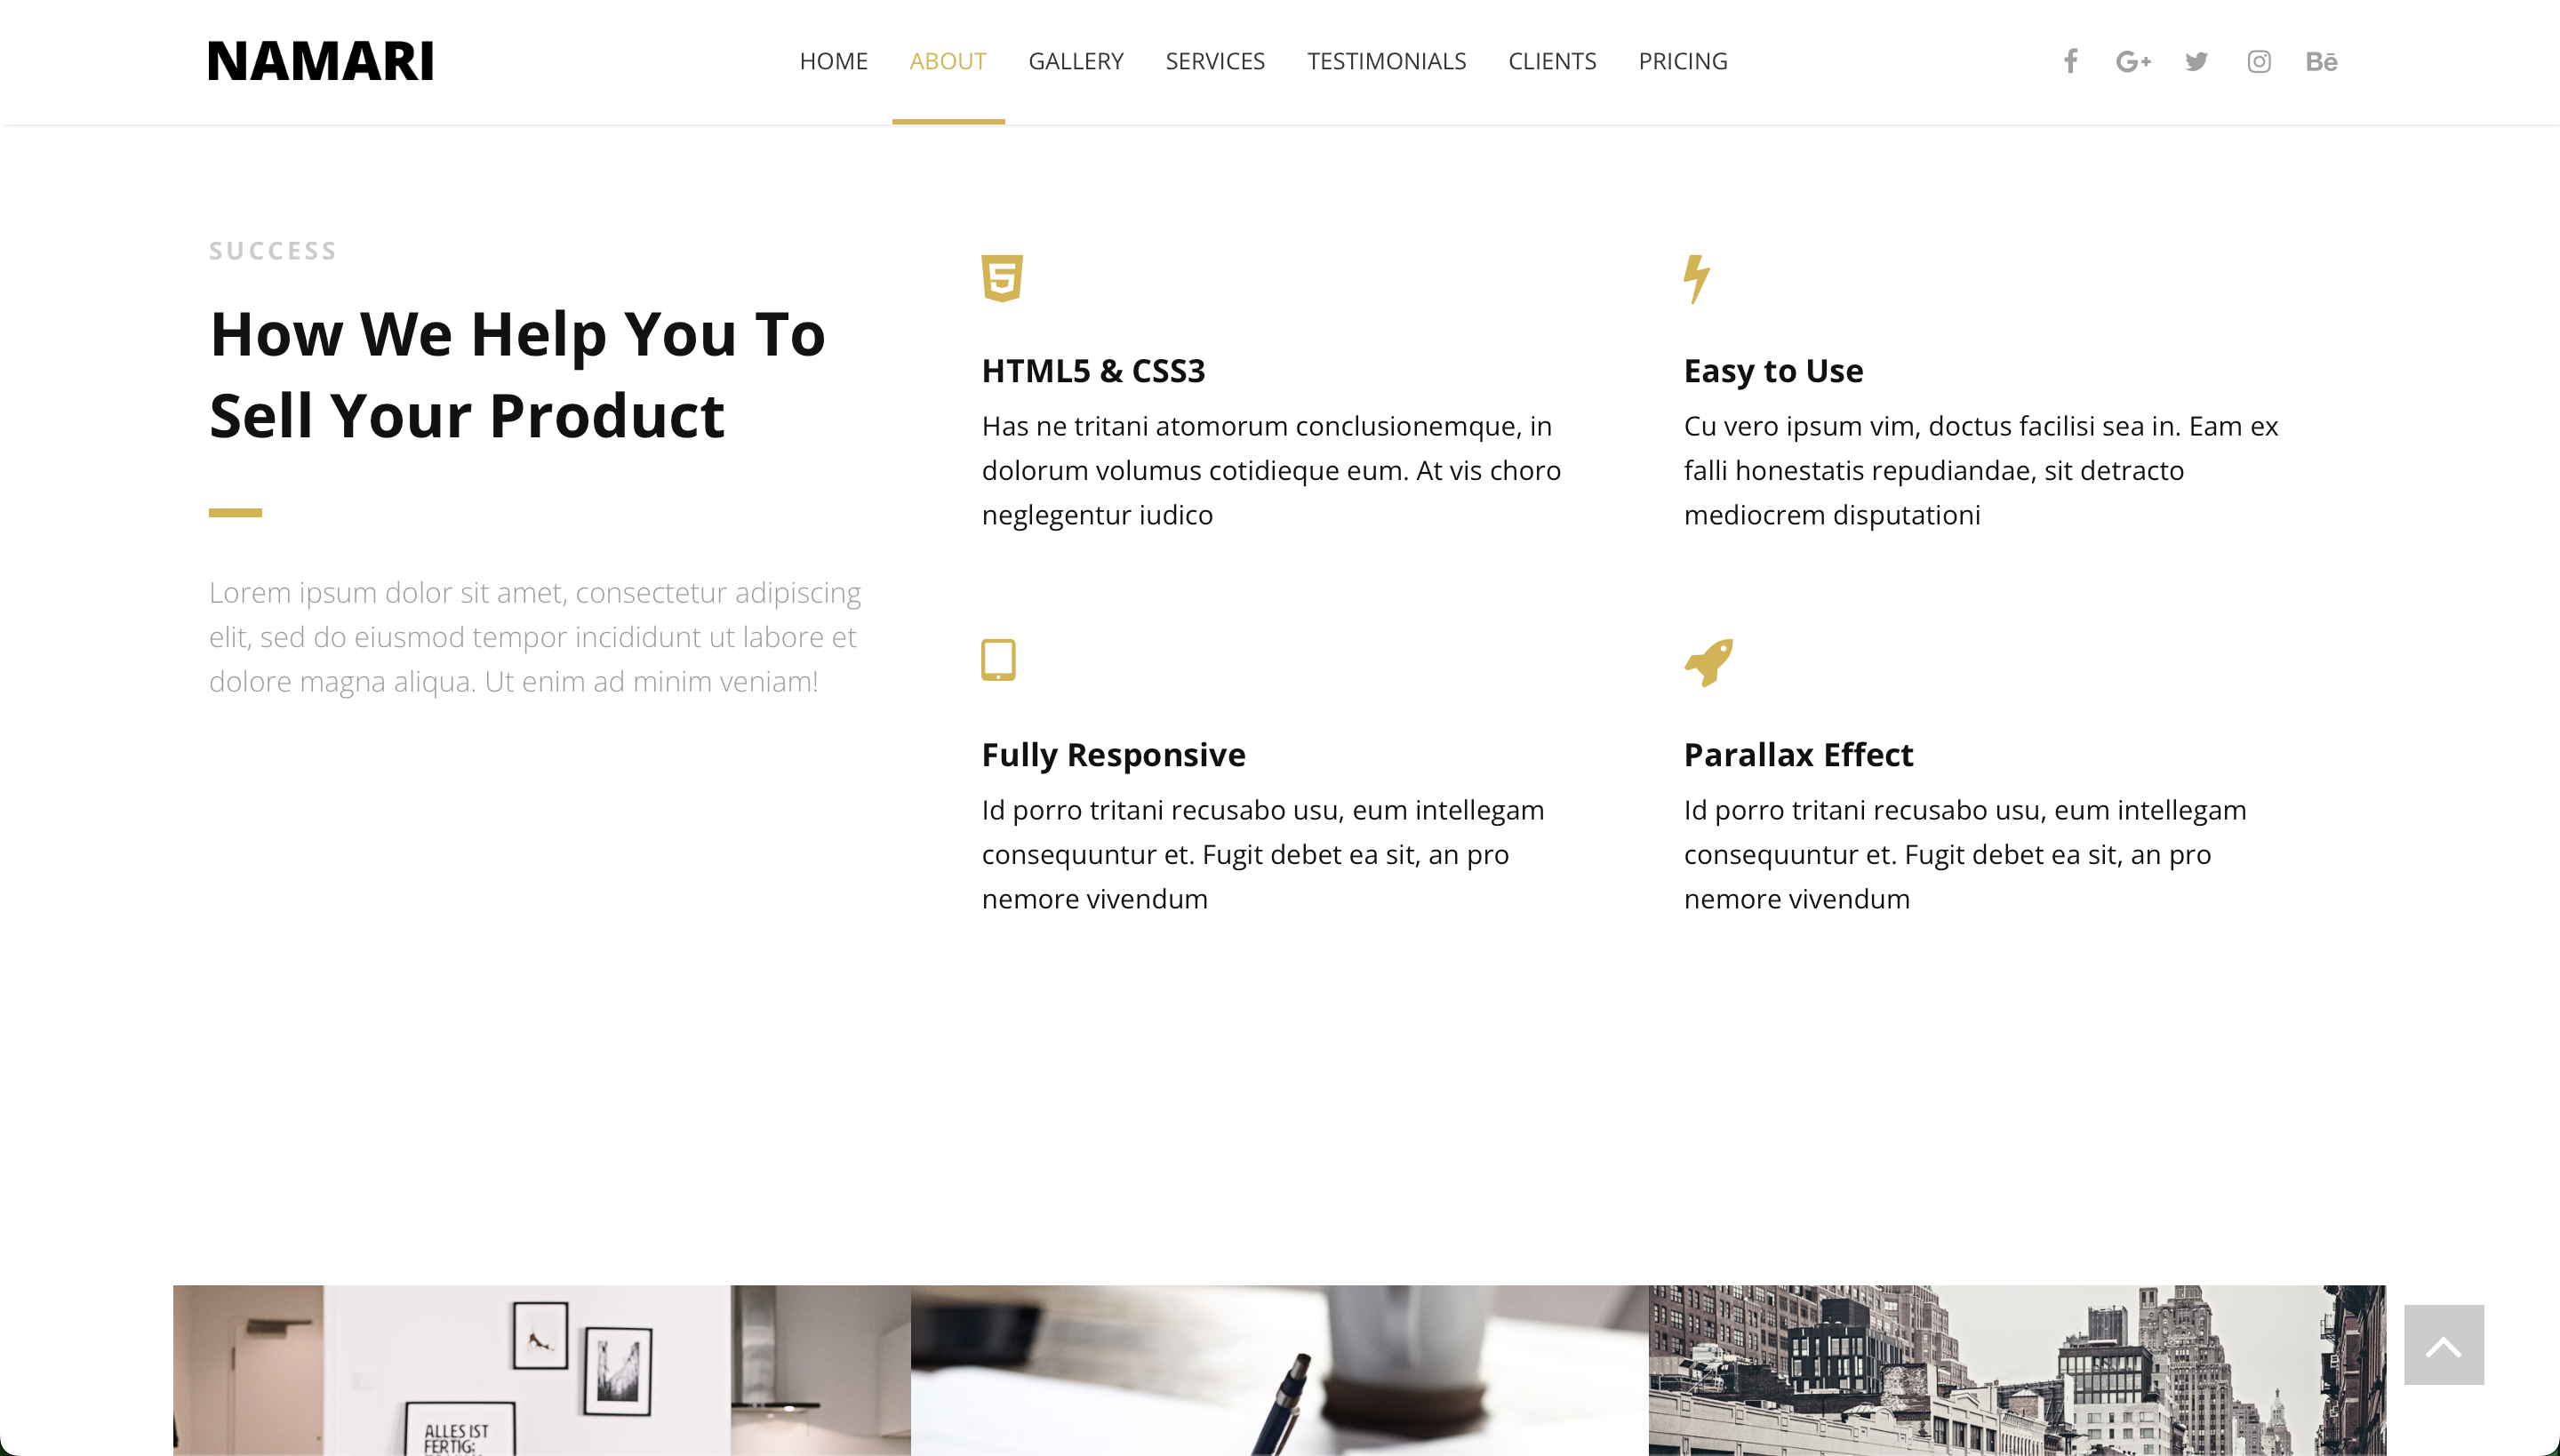 NAMARI
HOME ABOUT GALLERY SERVICES TESTIMONIALS CLIENTS PRICING
SUCCESS
How We Help You To
Sell Your Product
Lorem ipsum dolor sit amet, consectetur adipiscing
elit, sed do eiusmod tempor incididunt ut labore et
dolore magna aliqua. Ut enim ad minim veniam!
HTML5 & CSS3
Has ne tritani atomorum conclusionemque, in
dolorum volumus cotidieque eum. At vis choro
neglegentur iudico
Easy to Use
Cu vero ipsum vim, doctus facilisi sea in. Eam ex
falli honestatis repudiandae, sit detracto
mediocrem disputationi
Fully Responsive
Id porro tritani recusabo usu, eum intellegam
consequuntur et. Fugit debet ea sit, an pro
nemore vivendum
Parallax Effect
Id porro tritani recusabo usu, eum intellegam
consequuntur et. Fugit debet ea sit, an pro
nemore vivendum
ALLES IST
FERTIG: